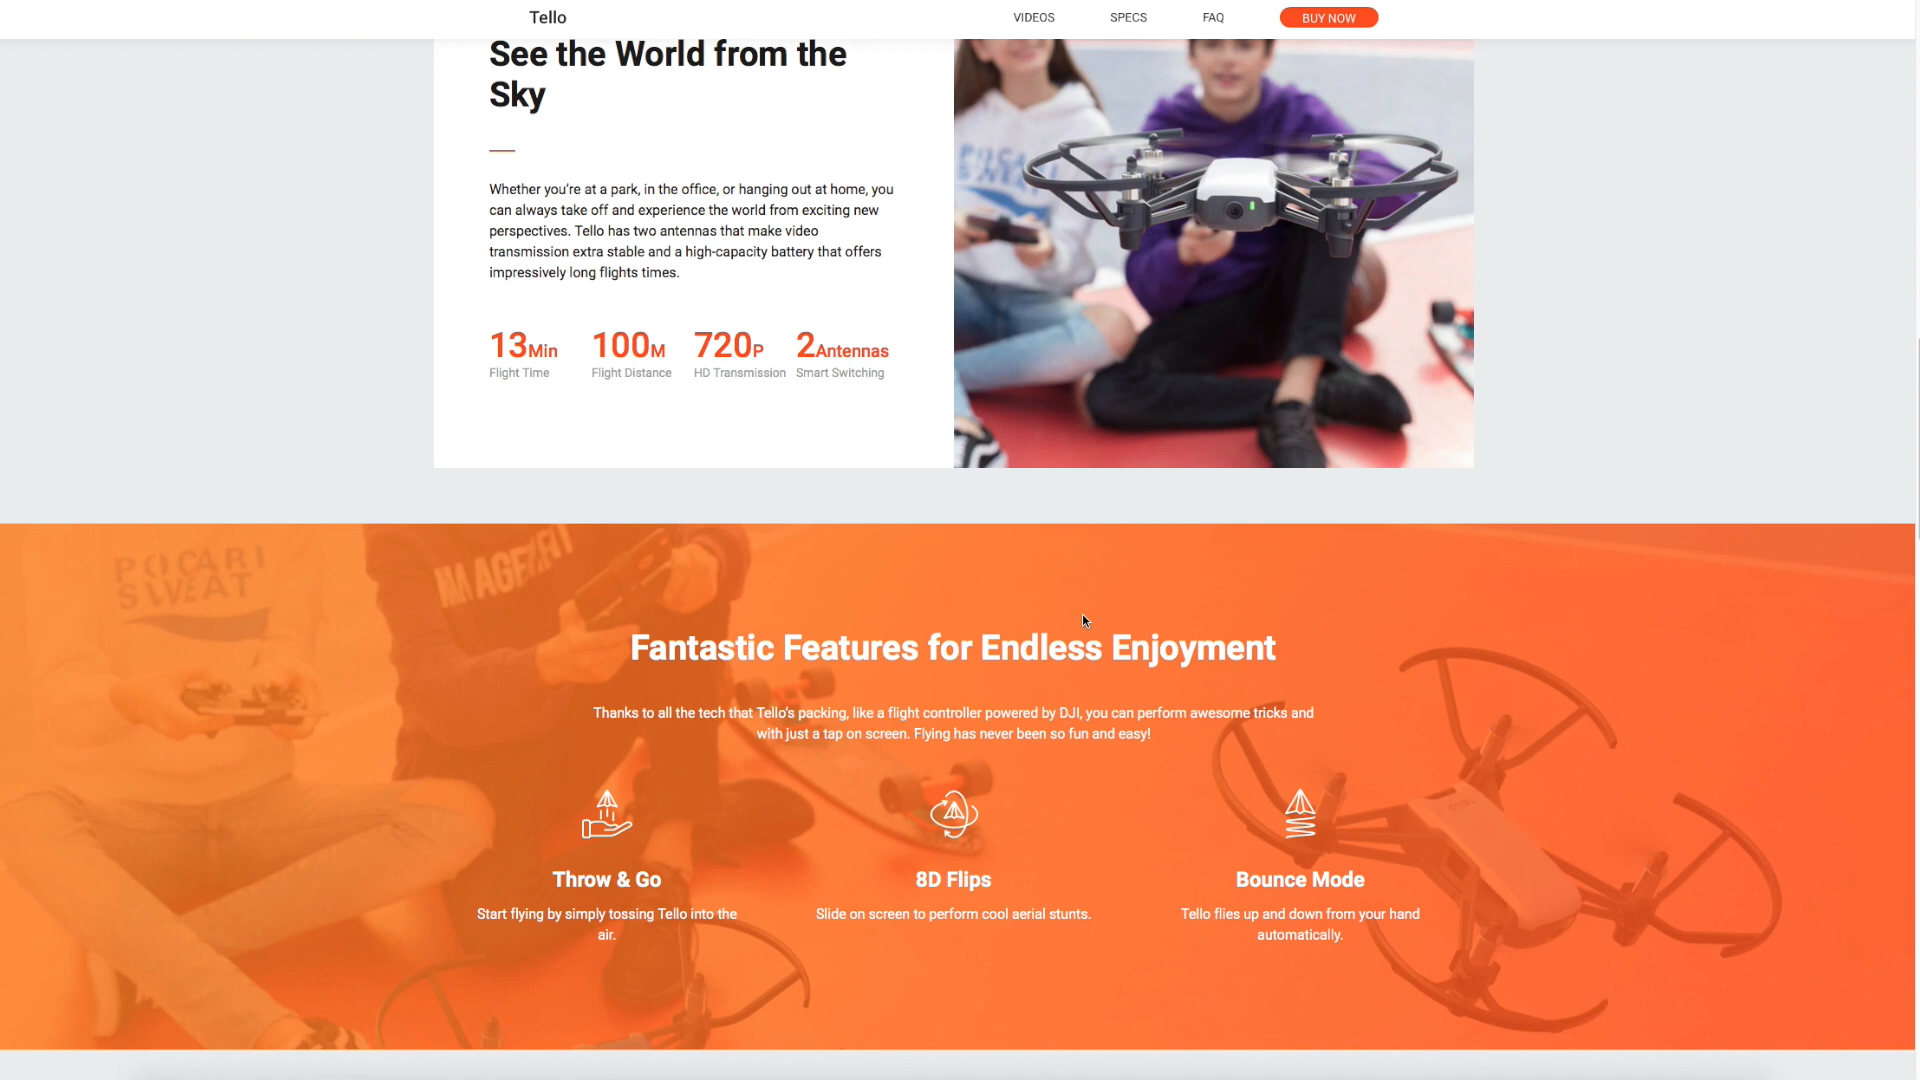 Tello
VIDEOS
SPECS
FAQ
BUY NOW
See the World from the
Sky
POCARI
SWEAT
Whether you're at a park, in the office, or hanging out at home, you
can always take off and experience the world from exciting new
perspectives. Tello has two antennas that make video
transmission extra stable and a high-capacity battery that offers
impressively long flights times.
13Min
Flight Time
100M
Flight Distance
720P
HD Transmission
2Antennas
Smart Switching
POCARI
SWEAT
Fantastic Features for Endless Enjoyment
Thanks to all the tech that Tello's packing, like a flight controller powered by DJI, you can perform awesome tricks and
with just a tap on screen. Flying has never been so fun and easy!
Throw & Go
Start flying by simply tossing Tello into the
air.
8D Flips
Slide on screen to perform cool aerial stunts.
Bounce Mode
Tello flies up and down from your hand
automatically.